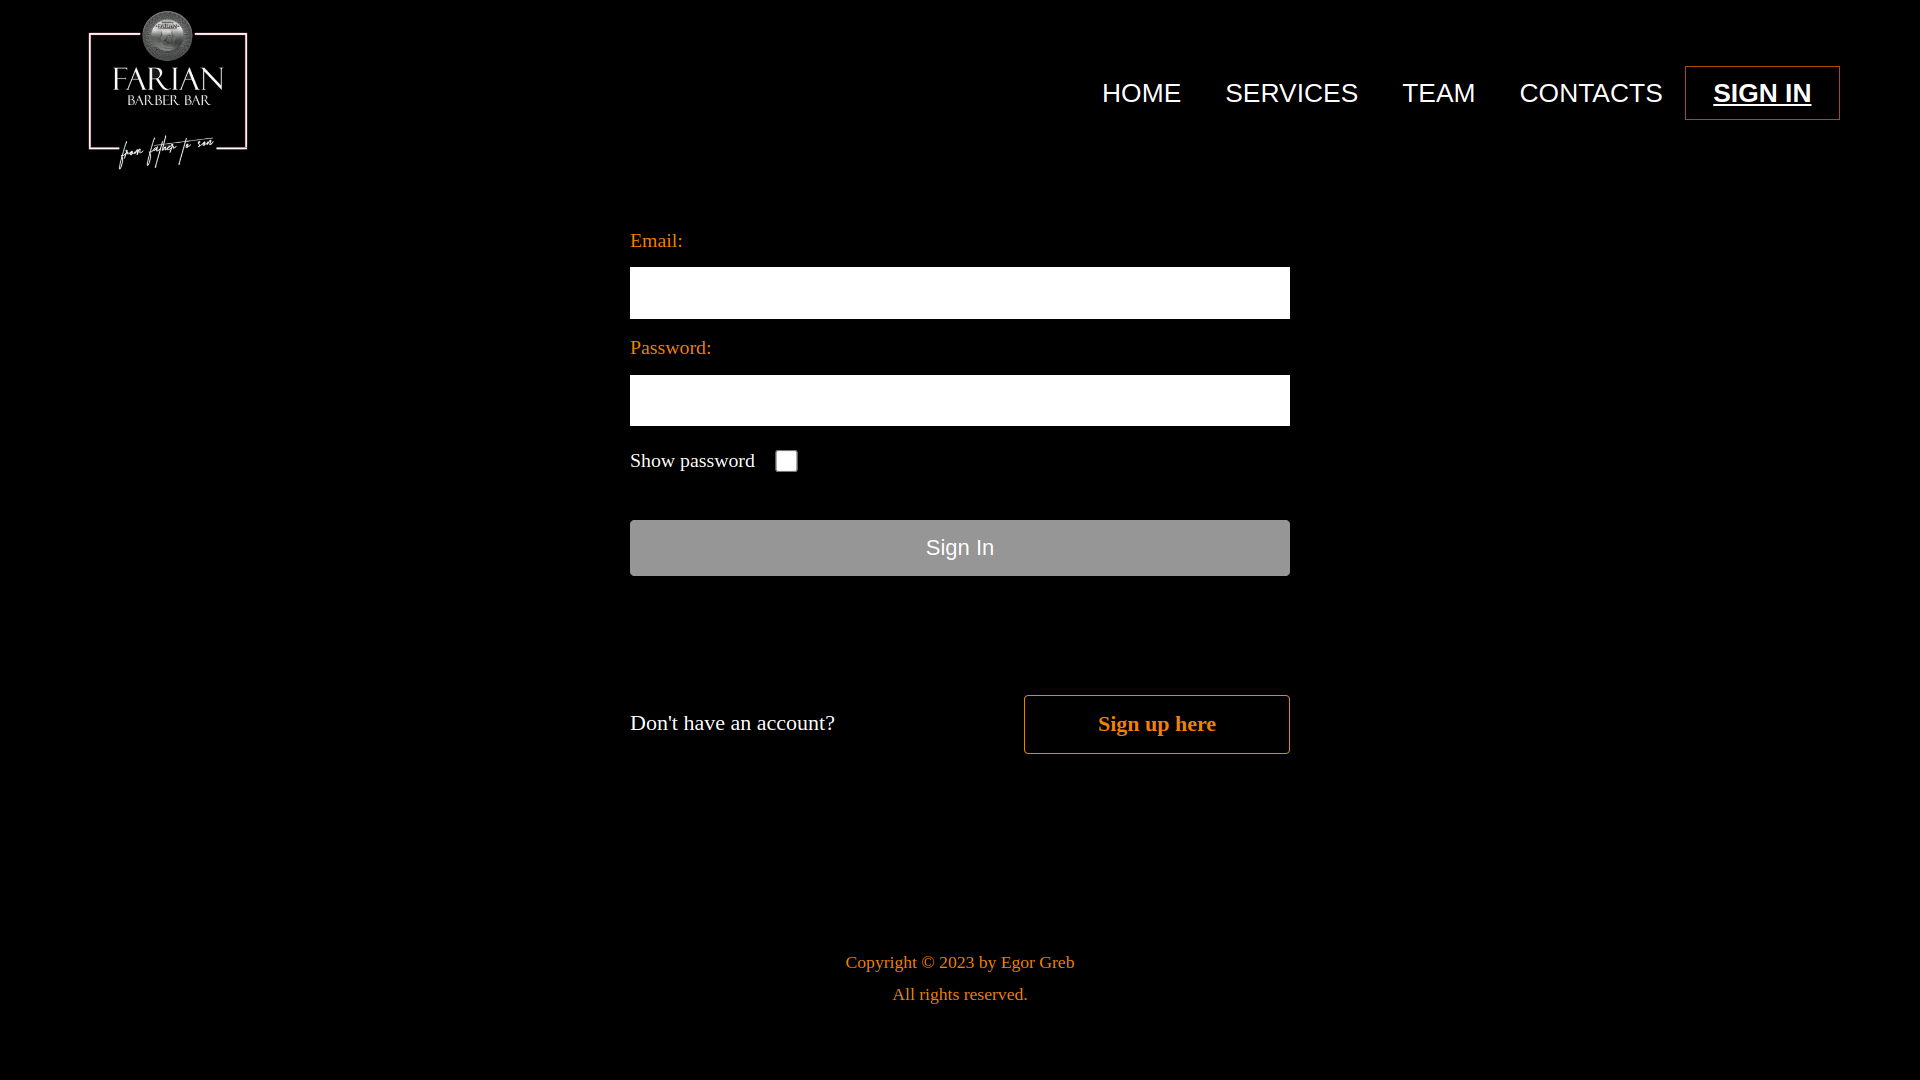 FARIAN
BARBER BAR
from father to son
HOME SERVICES TEAM CONTACTS SIGN IN
Email:
Password:
Show password
Sign In
Don't have an account? Sign up here
Copyright © 2023 by Egor Greb
All rights reserved.